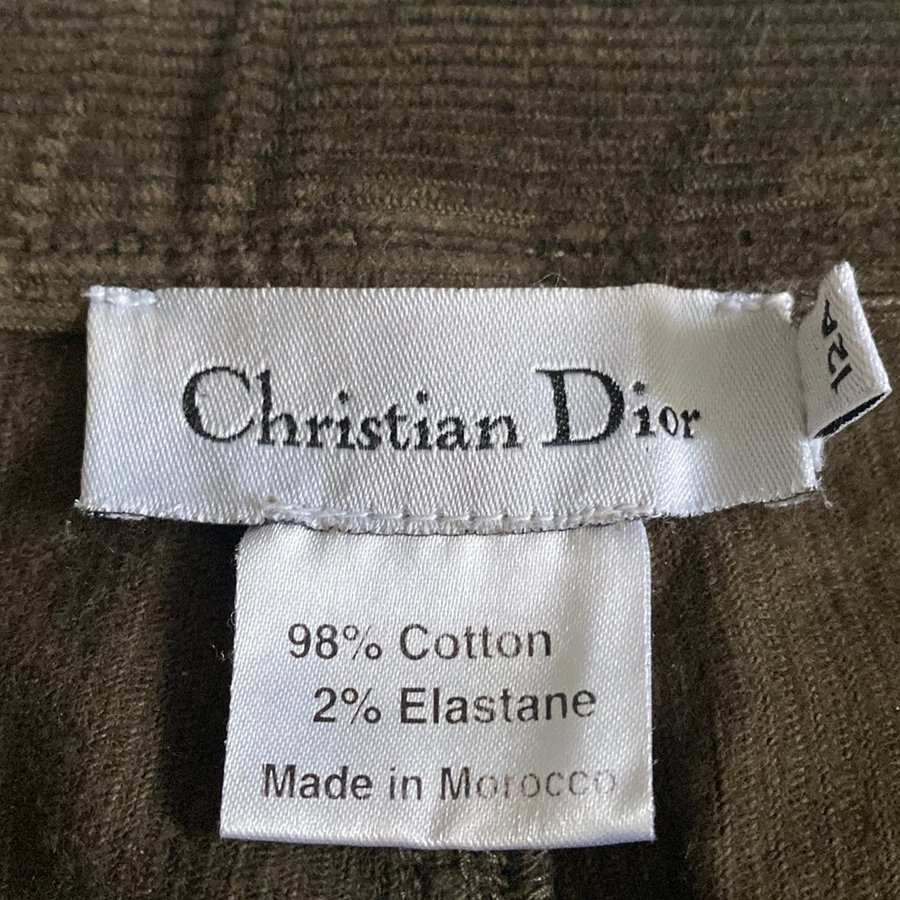 Christian Dior
12A
98% Cotton
2% Elastane
Made in Morocco